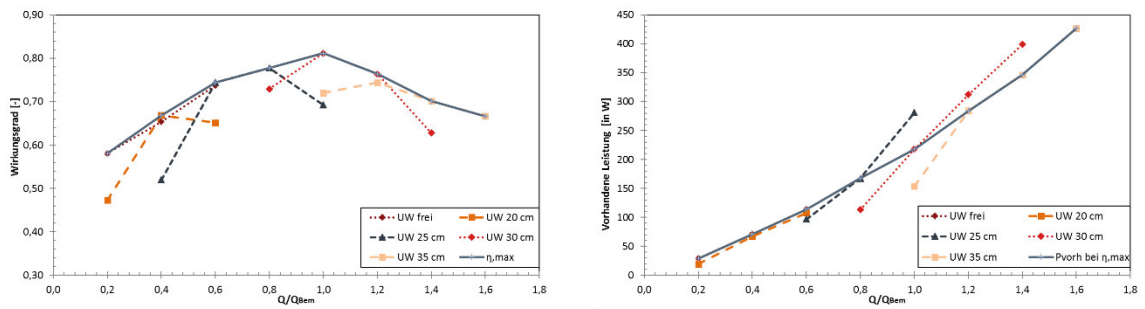 0,90
0,80
0,70
0,60
0,50
0,40
0,30
Wirkungsgrad [-]
UW frei
UW 20 cm
UW 25 cm
UW 30 cm
UW 35 cm
η,max
0,0 0,2 0,4 0,6 0,8 1,0 1,2 1,4 1,6 1,8
Q/QBem
450
400
350
300
250
200
150
100
50
0
Vorhandene Leistung [in W]
UW frei
UW 20 cm
UW 25 cm
UW 30 cm
UW 35 cm
Pvorh bei η,max
0,0 0,2 0,4 0,6 0,8 1,0 1,2 1,4 1,6 1,8
Q/QBem